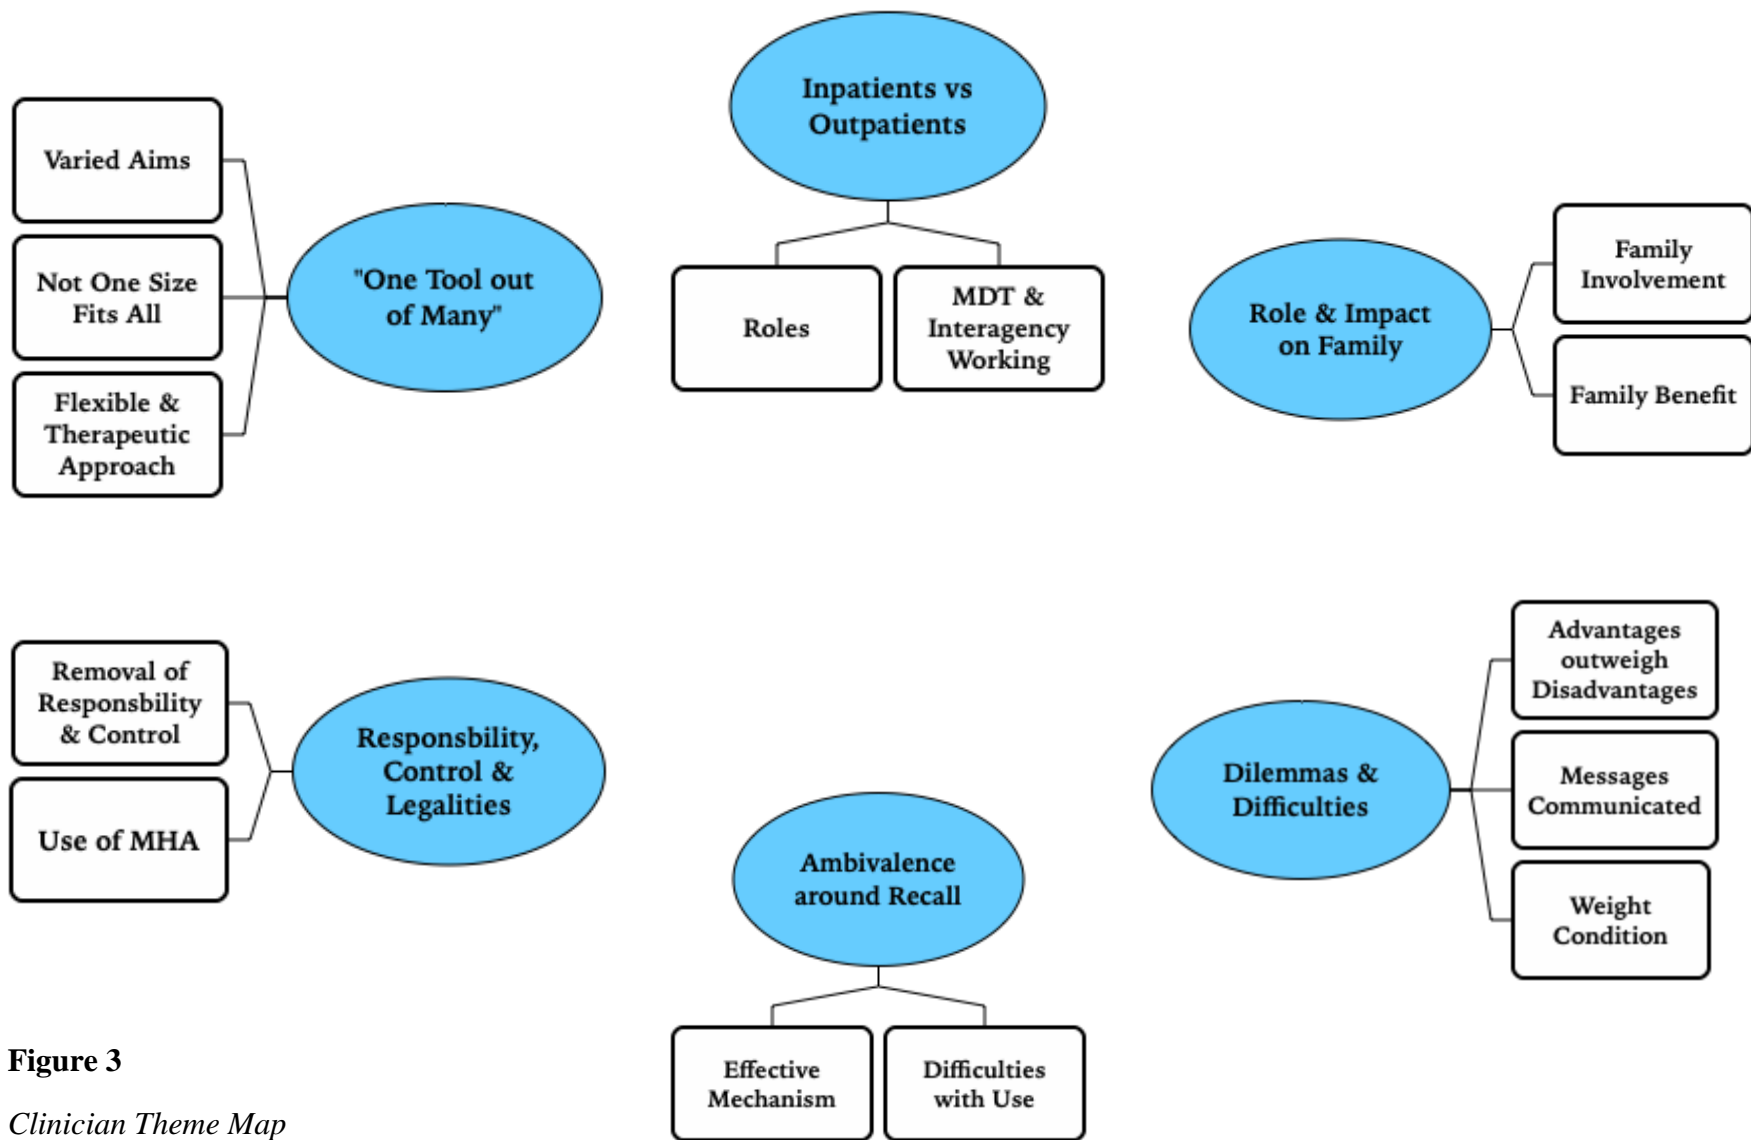 Inpatients vs
Outpatients
Roles
MDT &
Interagency
Working
Varied Aims
Not One Size
Fits All
Flexible &
Therapeutic
Approach
"One Tool out
of Many"
Role & Impact
on Family
Family
Involvement
Family Benefit
Removal of
Responsbility
& Control
Use of MHA
Responsbility,
Control &
Legalities
Ambivalence
around Recall
Effective
Mechanism
Difficulties
with Use
Dilemmas &
Difficulties
Advantages
outweigh
Disadvantages
Messages
Communicated
Weight
Condition
Figure 3
Clinician Theme Map